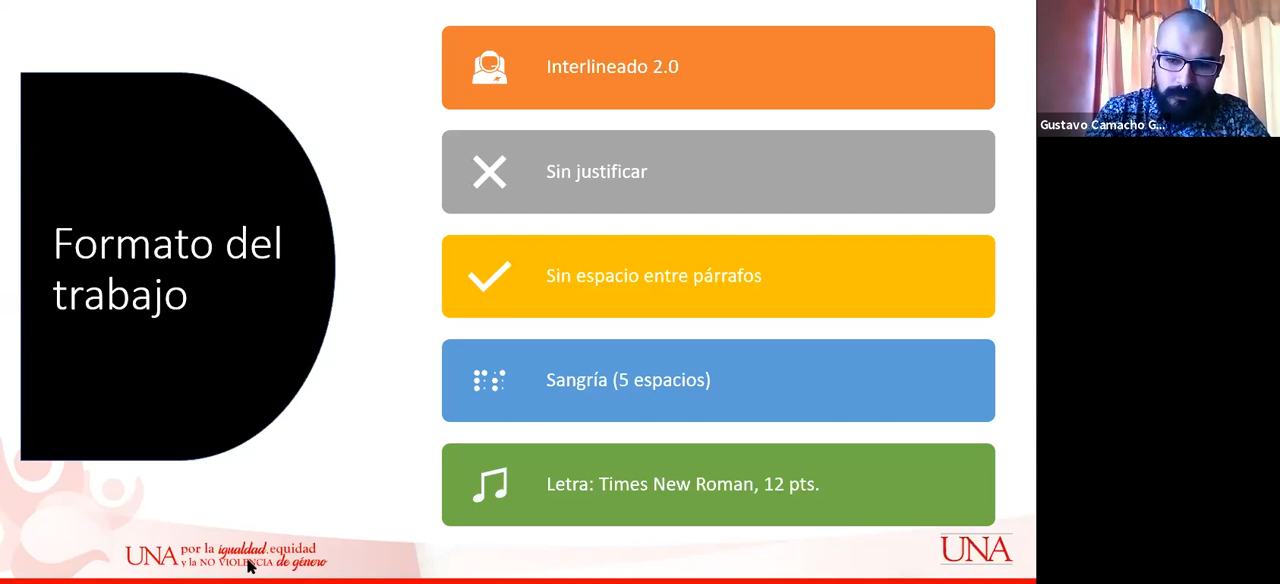 Formato del
trabajo
Interlineado 2.0
Sin justificar
Sin espacio entre párrafos
Sangría (5 espacios)
Letra: Times New Roman, 12 pts.
Gustavo Camacho G...
UNA por la igualdad, equidad
y la NO VIOLENCIA de género
UNA